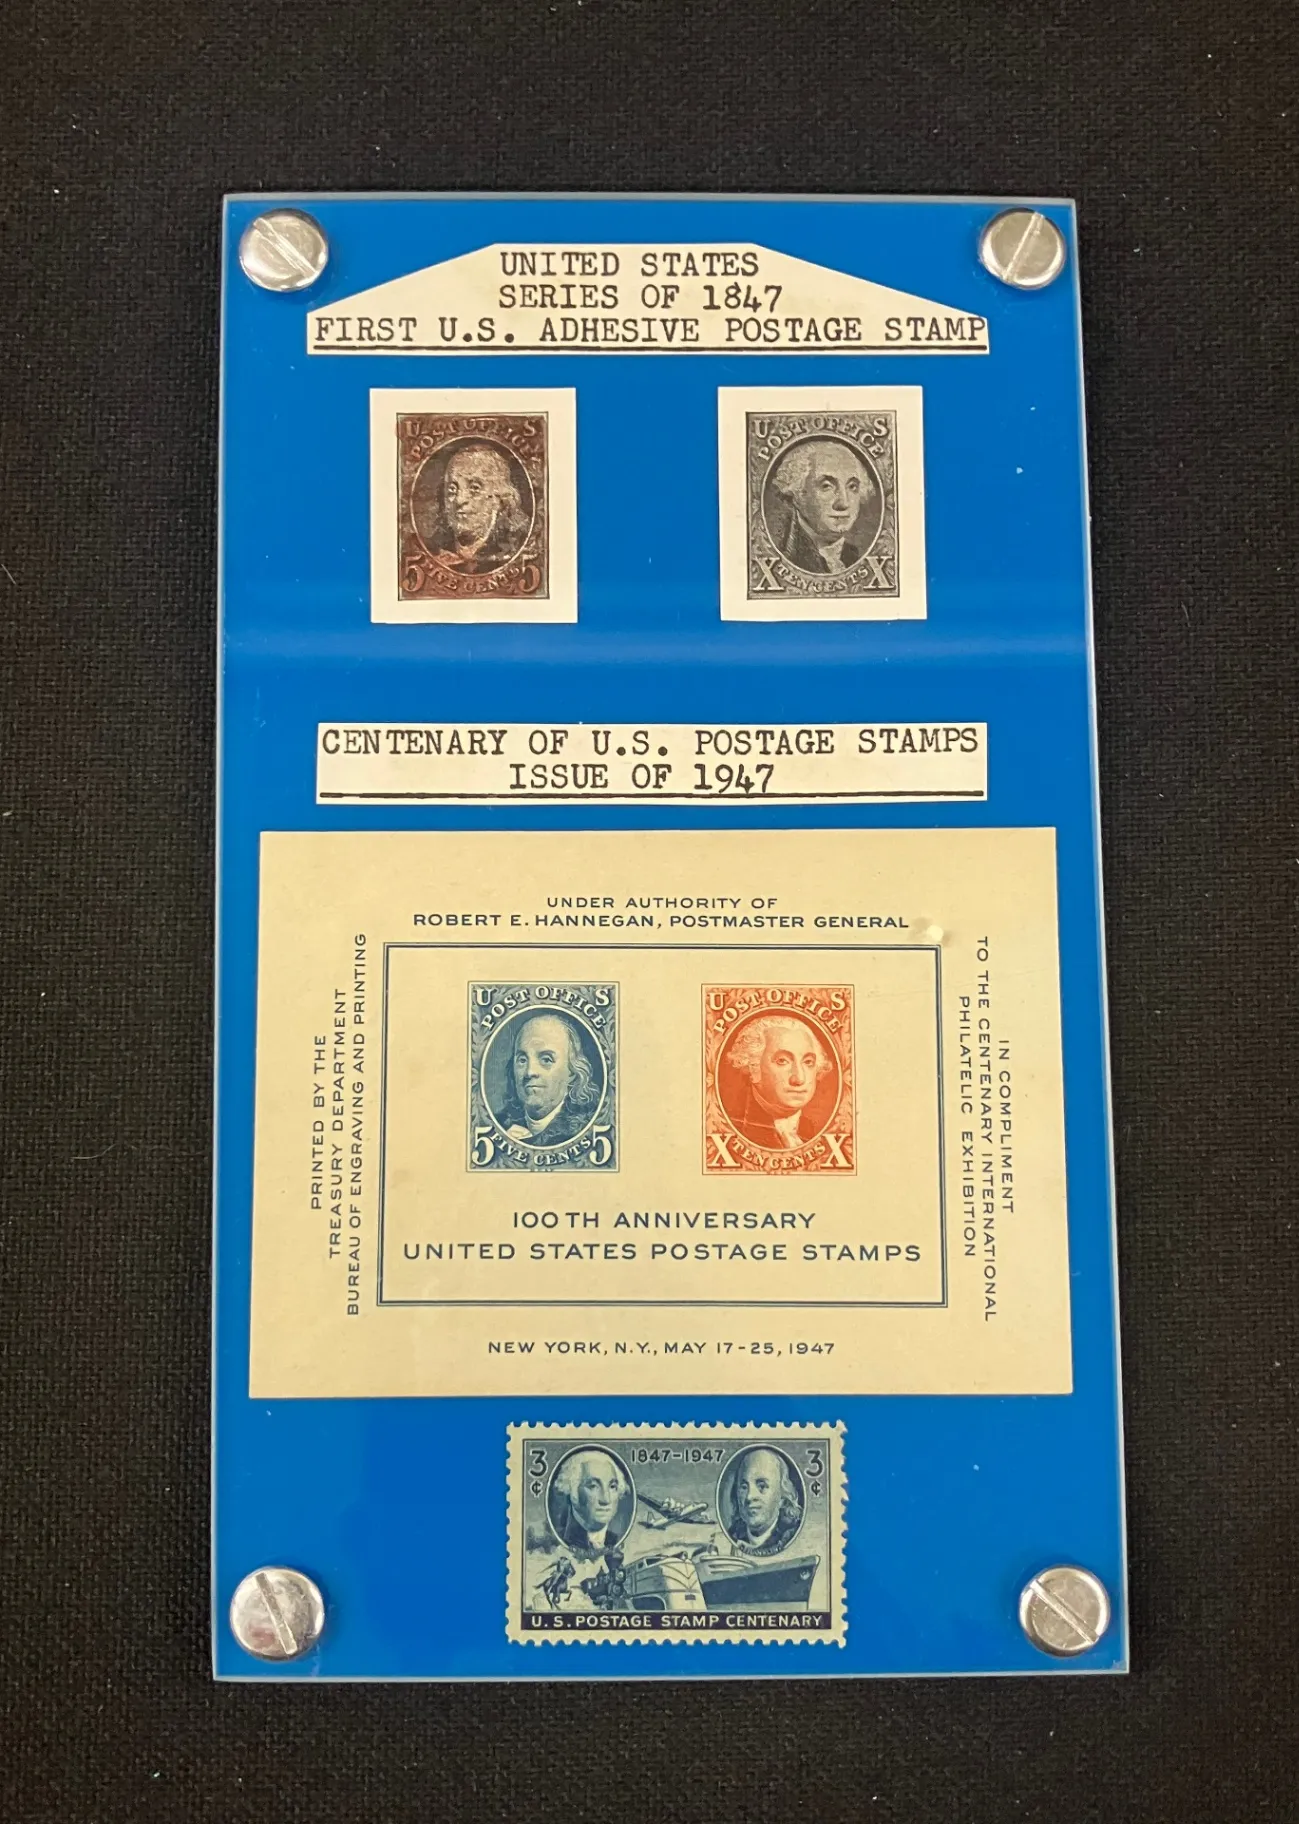 UNITED STATES
SERIES OF 1847
FIRST U.S. ADHESIVE POSTAGE STAMP
U S
POST OFFICE
5 FIVE CENTS 5
U S
POST OFFICE
X TEN CENTS X
CENTENARY OF U.S. POSTAGE STAMPS
ISSUE OF 1947
UNDER AUTHORITY OF
ROBERT E. HANNEGAN, POSTMASTER GENERAL
PRINTED BY THE
TREASURY DEPARTMENT
BUREAU OF ENGRAVING AND PRINTING
U S
POST OFFICE
5 FIVE CENTS 5
U S
POST OFFICE
X TEN CENTS X
100TH ANNIVERSARY
UNITED STATES POSTAGE STAMPS
IN COMPLIMENT
TO THE CENTENARY INTERNATIONAL
PHILATELIC EXHIBITION
NEW YORK, N.Y., MAY 17-25, 1947
3¢ 1847-1947 3¢
U.S. POSTAGE STAMP CENTENARY